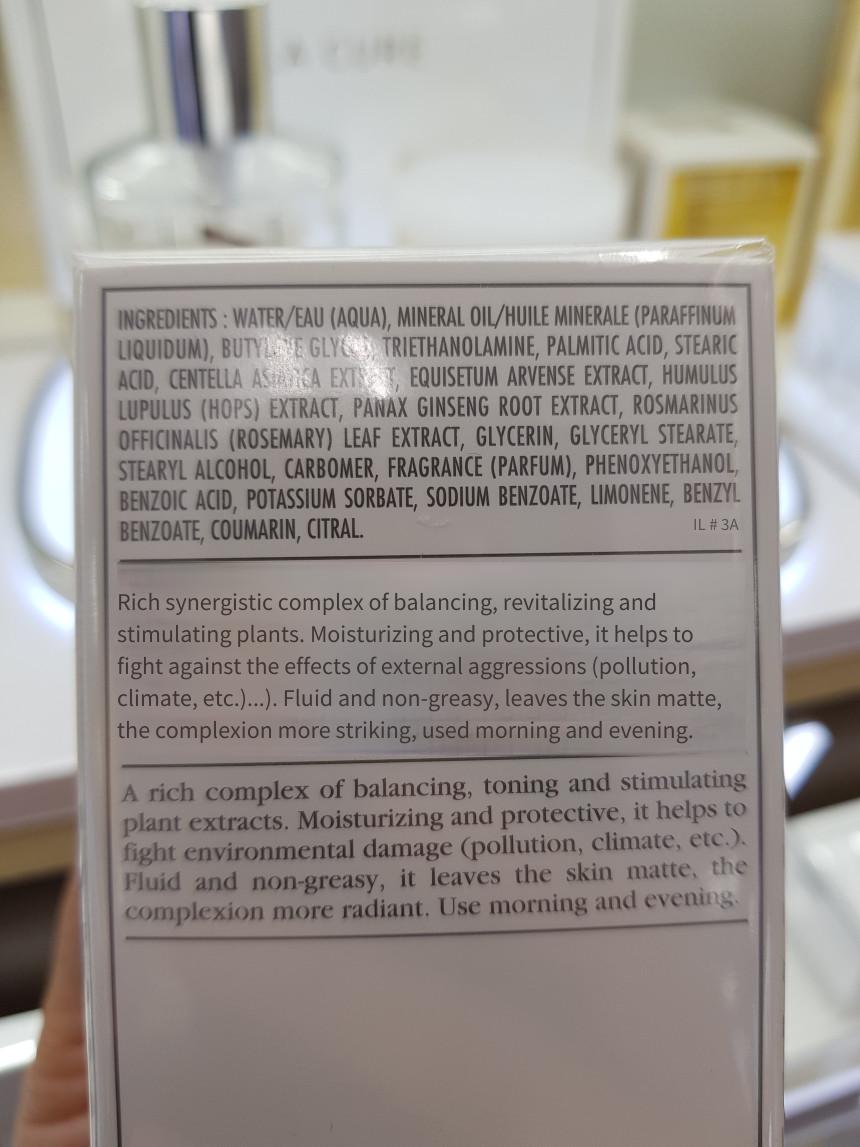 A CURE
INGREDIENTS : WATER/EAU (AQUA), MINERAL OIL/HUILE MINERALE (PARAFFINUM
LIQUIDUM), TRIETHANOLAMINE, PALMITIC ACID, STEARIC
ACID, CENTELLA ASIATICA EXTRACT, EQUISETUM ARVENSE EXTRACT, HUMULUS
LUPULUS (HOPS) EXTRACT, PANAX GINSENG ROOT EXTRACT, ROSMARINUS
OFFICINALIS (ROSEMARY) LEAF EXTRACT, GLYCERIN, GLYCERYL STEARATE,
STEARYL ALCOHOL, CARBOMER, FRAGRANCE (PARFUM), PHENOXYETHANOL,
BENZOIC ACID, POTASSIUM SORBATE, SODIUM BENZOATE, LIMONENE, BENZYL
BENZOATE, COUMARIN, CITRAL.
IL # 3A
Rich synergistic complex of balancing, revitalizing and
stimulating plants. Moisturizing and protective, it helps to
fight against the effects of external aggressions (pollution,
climate, etc.)...). Fluid and non-greasy, leaves the skin matte,
the complexion more striking, used morning and evening.
A rich complex of balancing, toning and stimulating
plant extracts. Moisturizing and protective, it helps to
fight environmental damage (pollution, climate, etc.).
Fluid and non-greasy, it leaves the skin matte, the
complexion more radiant. Use morning and evening.